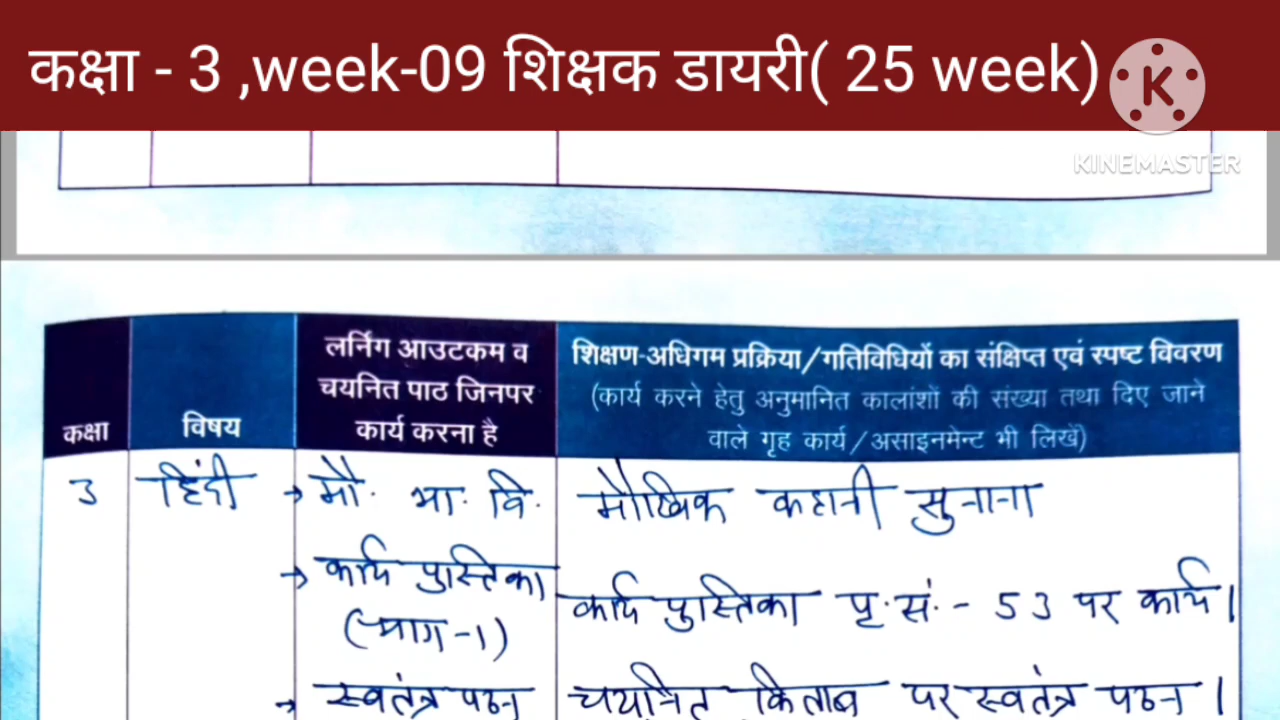 कक्षा - 3 ,week-09 शिक्षक डायरी( 25 week)
K
KINEMASTER
कक्षा
विषय
लर्निंग आउटकम व
चयनित पाठ जिनपर
कार्य करना है
शिक्षण-अधिगम प्रक्रिया/गतिविधियों का संक्षिप्त एवं स्पष्ट विवरण
(कार्य करने हेतु अनुमानित कालांशों की संख्या तथा दिए जाने
वाले गृह कार्य/असाइनमेन्ट भी लिखें)
3 हिंदी → मौ. भा. वि. मौखिक कहानी सुनाना
→ कार्य पुस्तिका कार्य पुस्तिका पृ.सं.- 53 पर कार्य।
(भाग-1)
→ स्वतंत्र पठन चयनित किताब पर स्वतंत्र पठन।